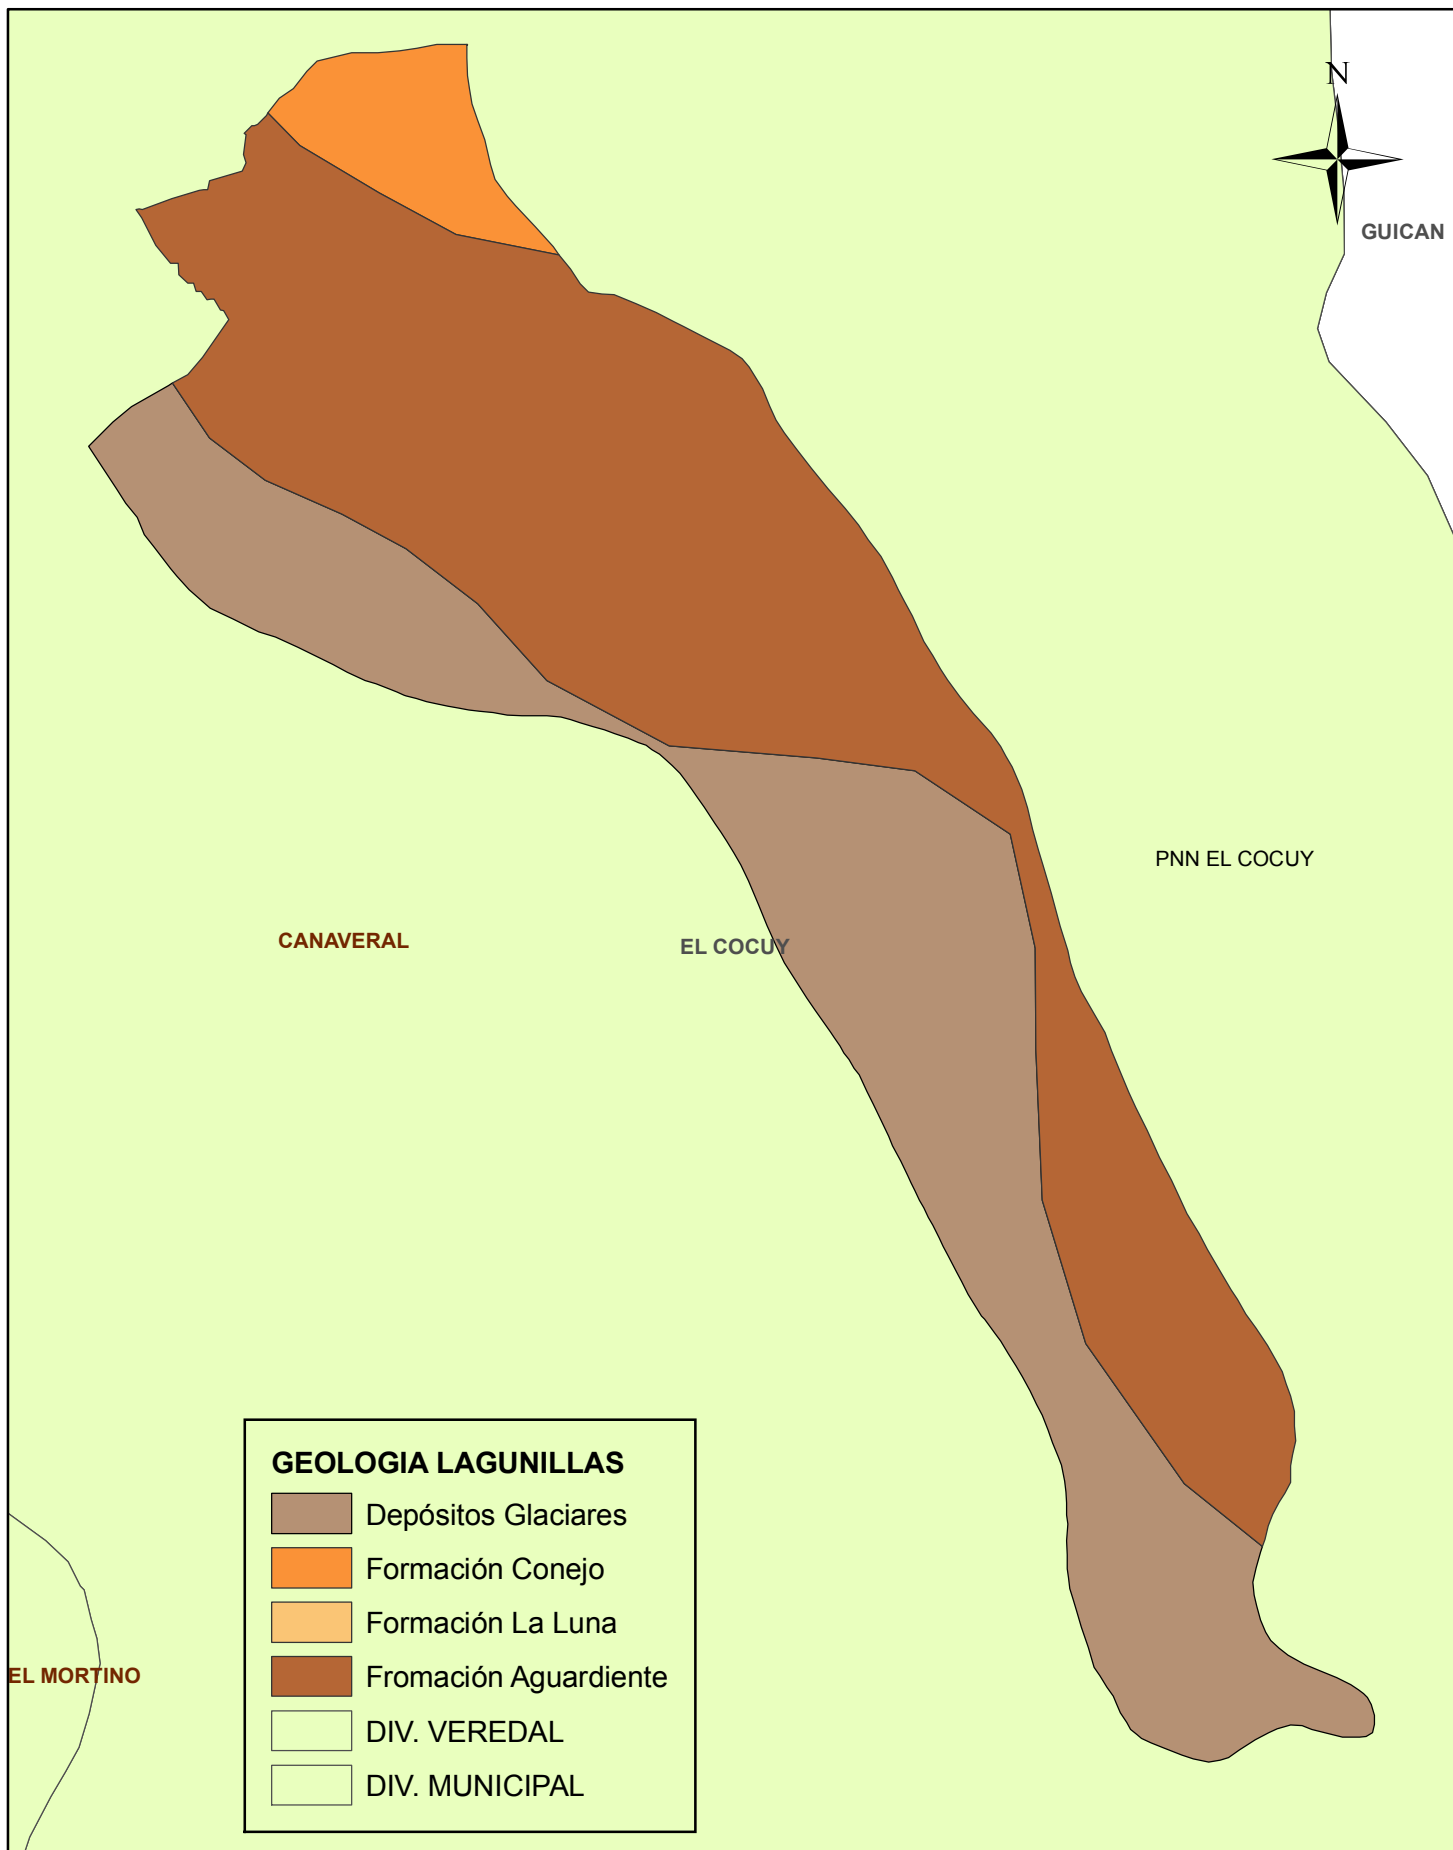 N
GUICAN
PNN EL COCUY
CANAVERAL
EL COCUY
GEOLOGIA LAGUNILLAS
Depósitos Glaciares
Formación Conejo
Formación La Luna
Fromación Aguardiente
DIV. VEREDAL
DIV. MUNICIPAL
EL MORTINO